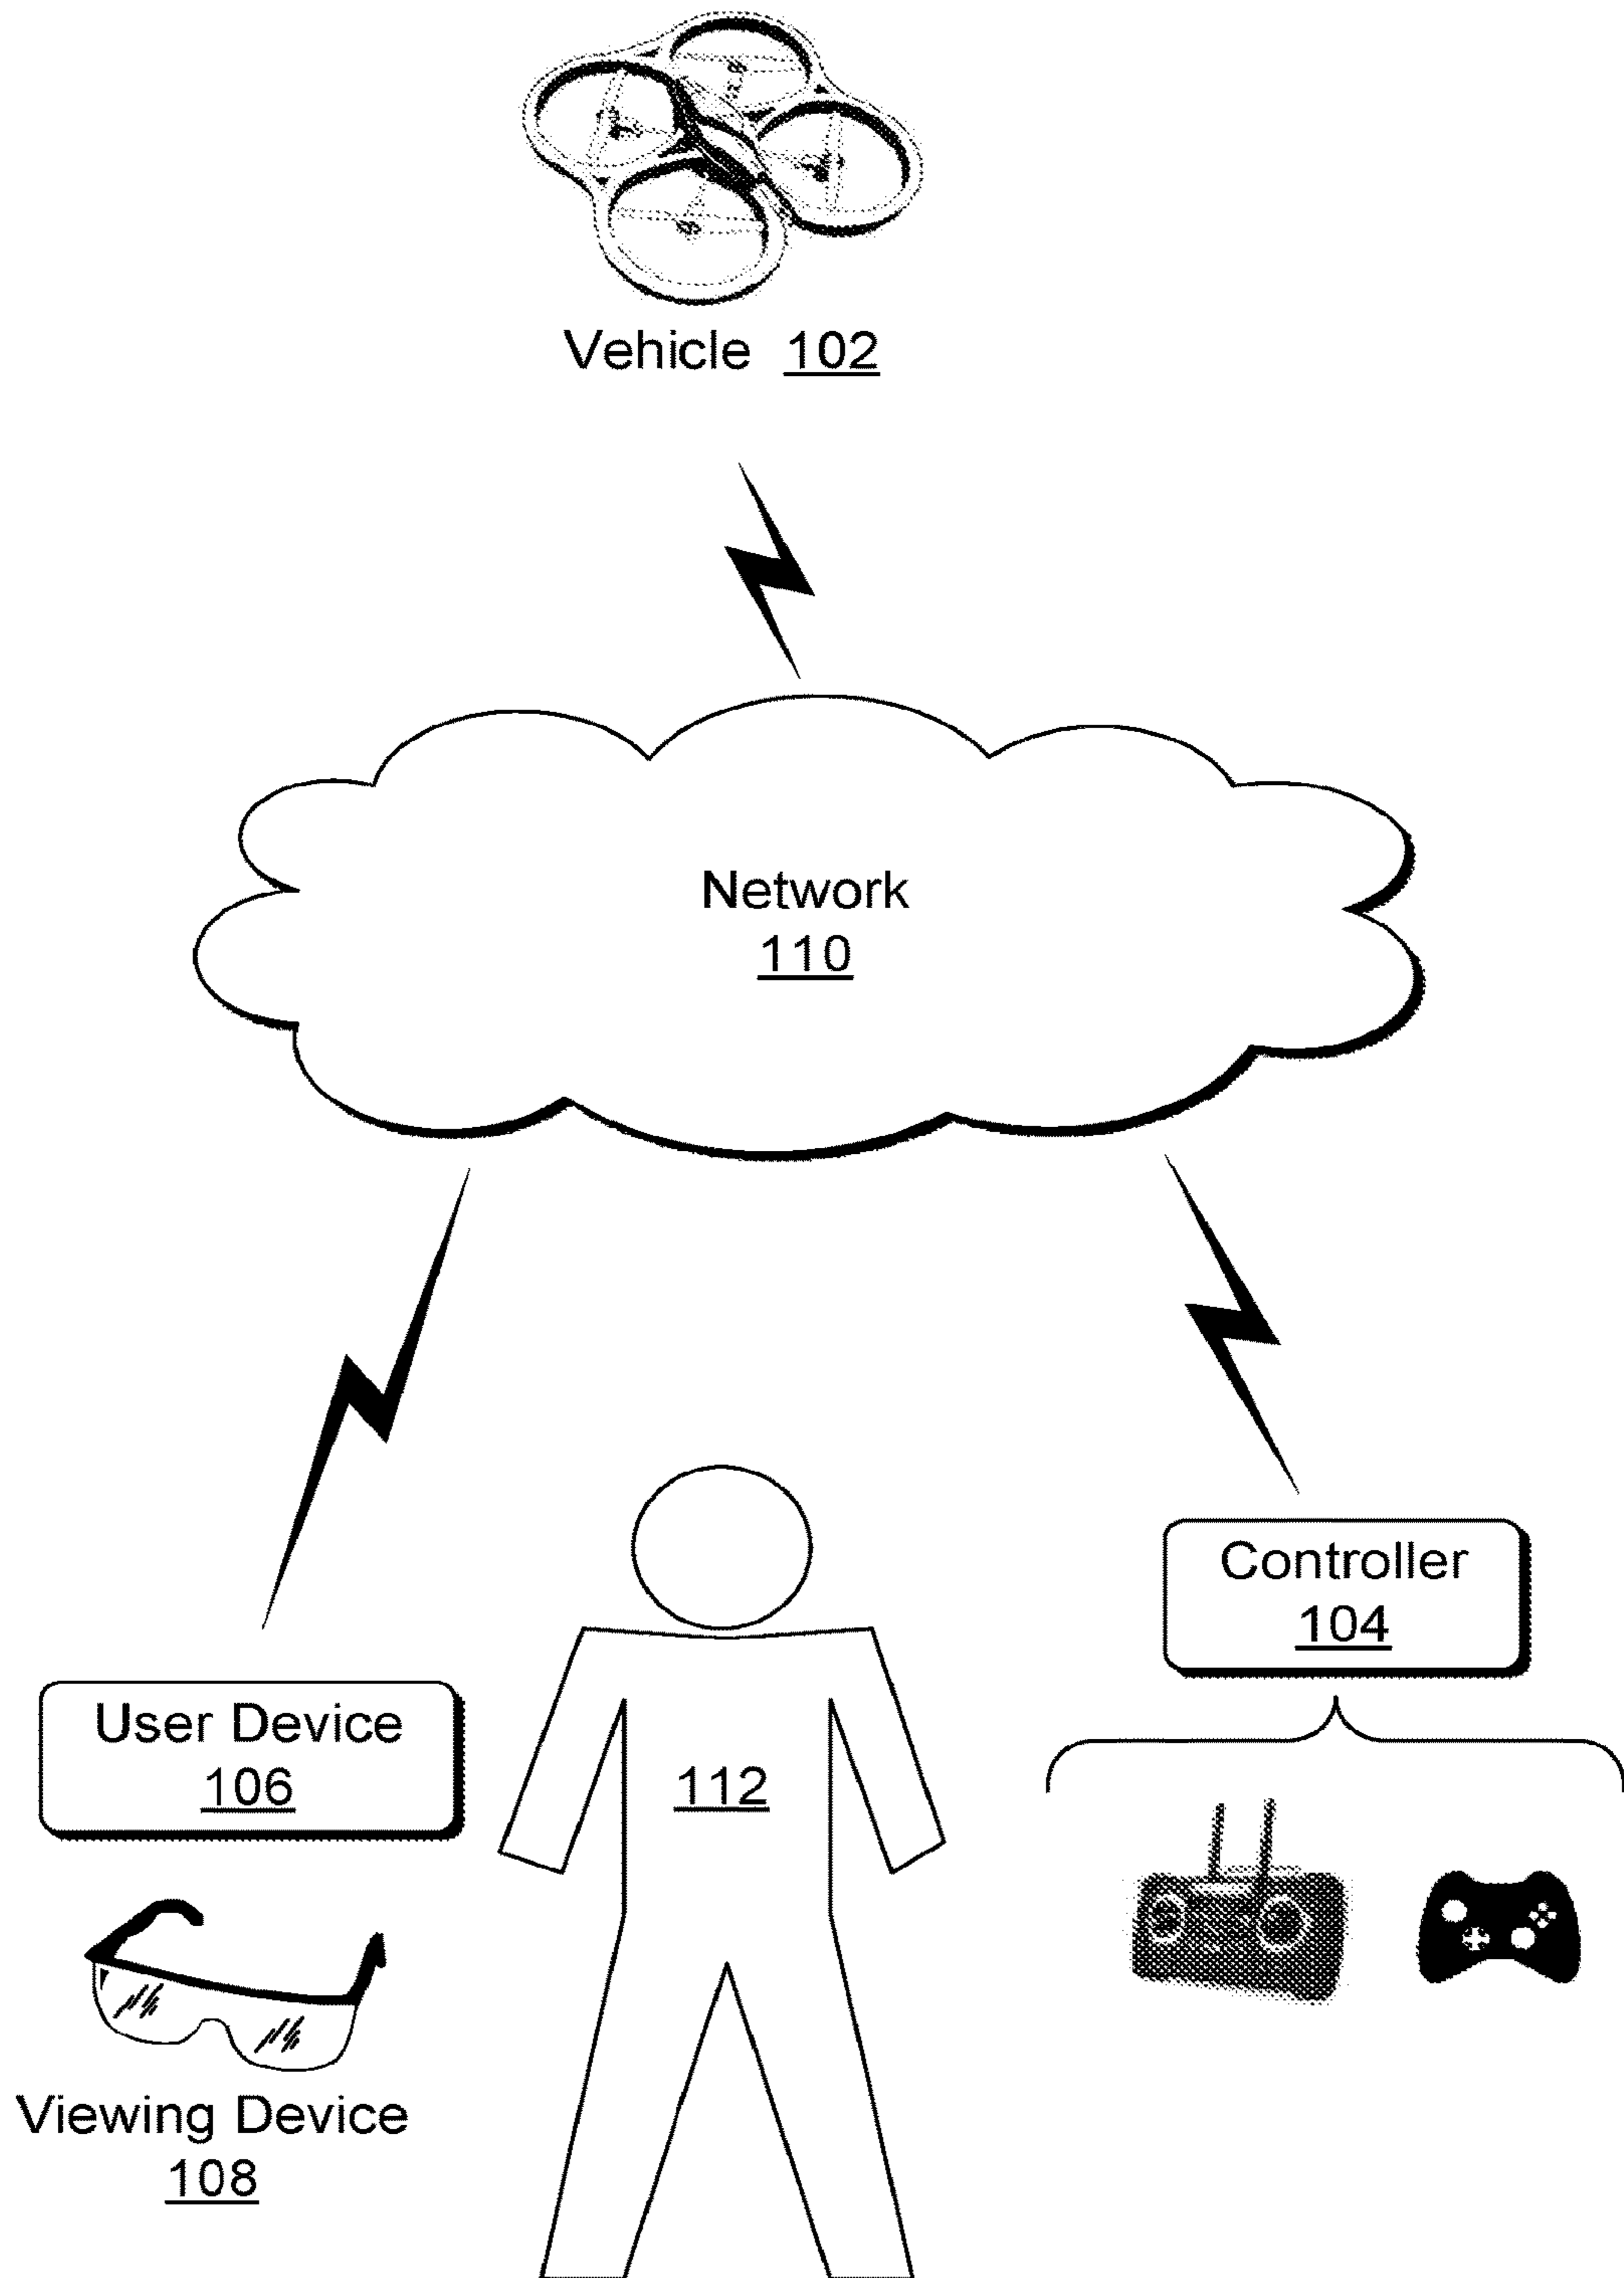 Vehicle 102
Network
110
Controller
104
User Device
106
112
Viewing Device
108